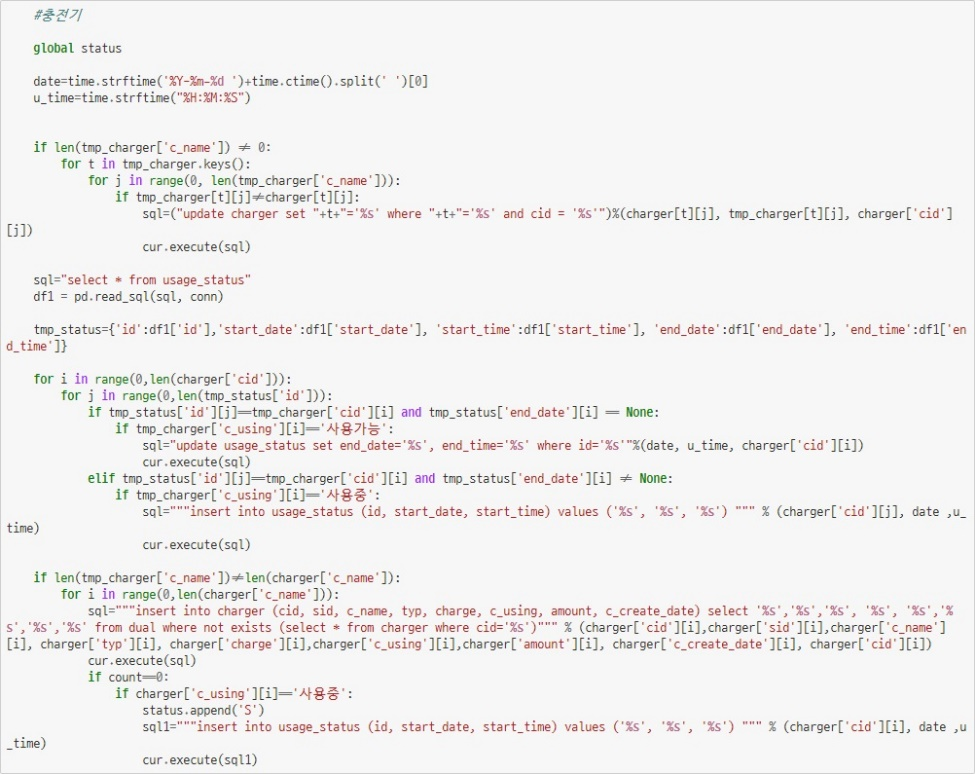 #충전기
global status
date=time.strftime('%Y-%m-%d ')+time.ctime().split(' ')[0]
u_time=time.strftime("%H:%M:%S")
if len(tmp_charger['c_name']) ≠ 0:
for t in tmp_charger.keys():
for j in range(0, len(tmp_charger['c_name'])):
if tmp_charger[t][j]≠charger[t][j]:
sql=("update charger set "+t+"='%s' where "+t+"='%s' and cid = '%s'")%(charger[t][j], tmp_charger[t][j], charger['cid']
[j])
cur.execute(sql)
sql="select * from usage_status"
df1 = pd.read_sql(sql, conn)
tmp_status={'id':df1['id'],'start_date':df1['start_date'], 'start_time':df1['start_time'], 'end_date':df1['end_date'], 'end_time':df1['en
d_time']}
for i in range(0,len(charger['cid'])):
for j in range(0,len(tmp_status['id'])):
if tmp_status['id'][j]==tmp_charger['cid'][i] and tmp_status['end_date'][i] == None:
if tmp_charger['c_using'][i]=='사용가능':
sql="update usage_status set end_date='%s', end_time='%s' where id='%s'"%(date, u_time, charger['cid'][i])
cur.execute(sql)
elif tmp_status['id'][j]==tmp_charger['cid'][i] and tmp_status['end_date'][i] ≠ None:
if tmp_charger['c_using'][i]=='사용중':
sql="""insert into usage_status (id, start_date, start_time) values ('%s', '%s', '%s') """ % (charger['cid'][j], date ,u_
time)
cur.execute(sql)
if len(tmp_charger['c_name'])≠len(charger['c_name']):
for i in range(0,len(charger['c_name'])):
sql="""insert into charger (cid, sid, c_name, typ, charge, c_using, amount, c_create_date) select '%s','%s','%s', '%s', '%s','%
s','%s','%s' from dual where not exists (select * from charger where cid='%s')""" % (charger['cid'][i],charger['sid'][i],charger['c_name']
[i], charger['typ'][i], charger['charge'][i],charger['c_using'][i],charger['amount'][i], charger['c_create_date'][i], charger['cid'][i])
cur.execute(sql)
if count==0:
if charger['c_using'][i]=='사용중':
status.append('S')
sql1="""insert into usage_status (id, start_date, start_time) values ('%s', '%s', '%s') """ % (charger['cid'][i], date ,u
_time)
cur.execute(sql1)